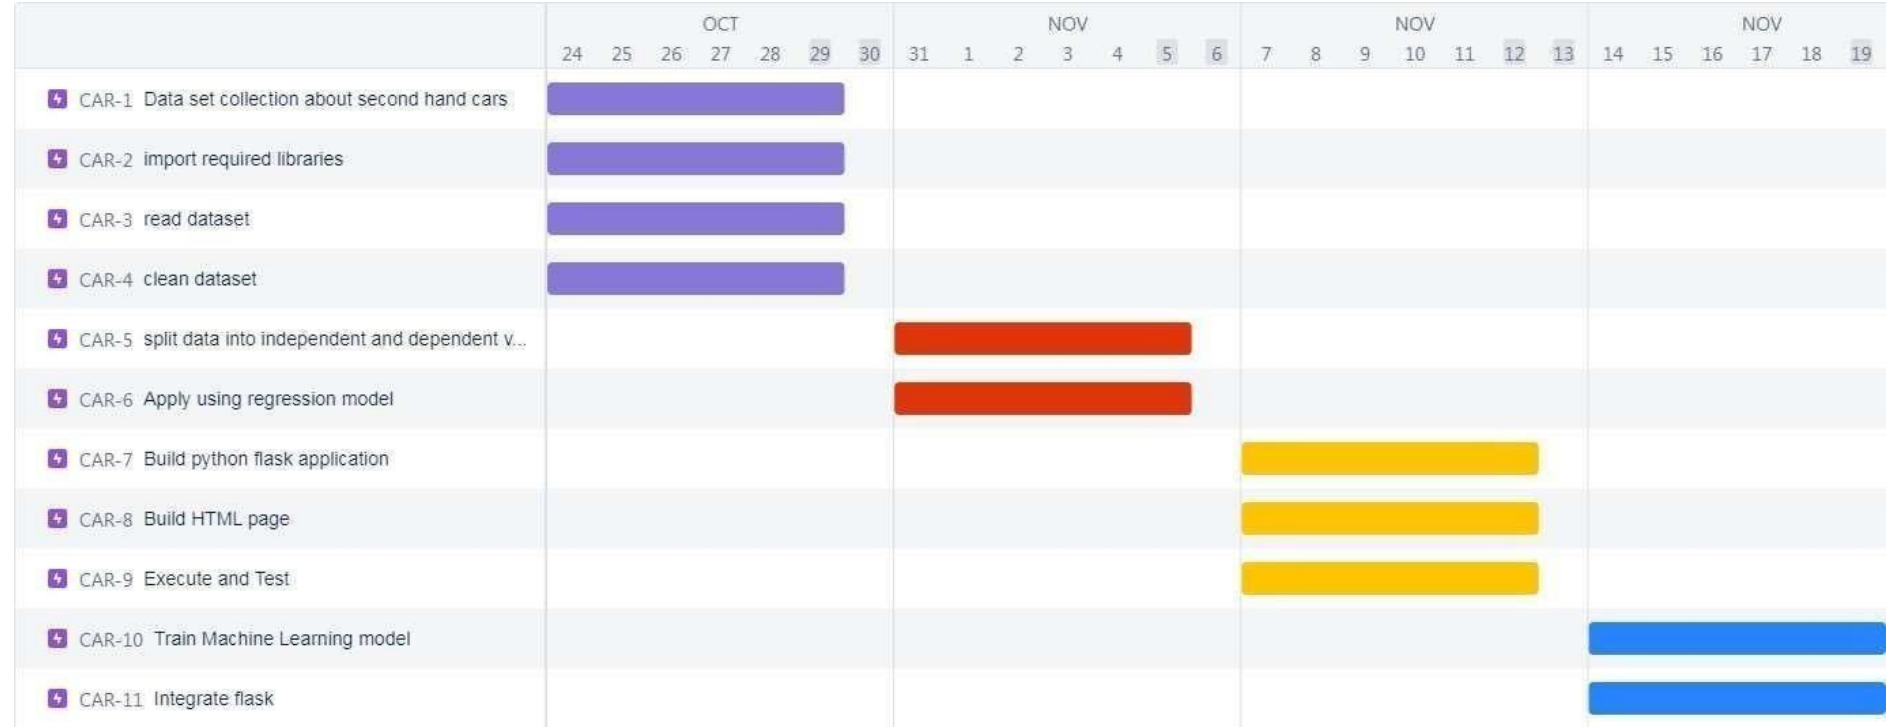 OCT NOV NOV NOV
24 25 26 27 28 29 30 31 1 2 3 4 5 6 7 8 9 10 11 12 13 14 15 16 17 18 19
CAR-1 Data set collection about second hand cars
CAR-2 import required libraries
CAR-3 read dataset
CAR-4 clean dataset
CAR-5 split data into independent and dependent v...
CAR-6 Apply using regression model
CAR-7 Build python flask application
CAR-8 Build HTML page
CAR-9 Execute and Test
CAR-10 Train Machine Learning model
CAR-11 Integrate flask